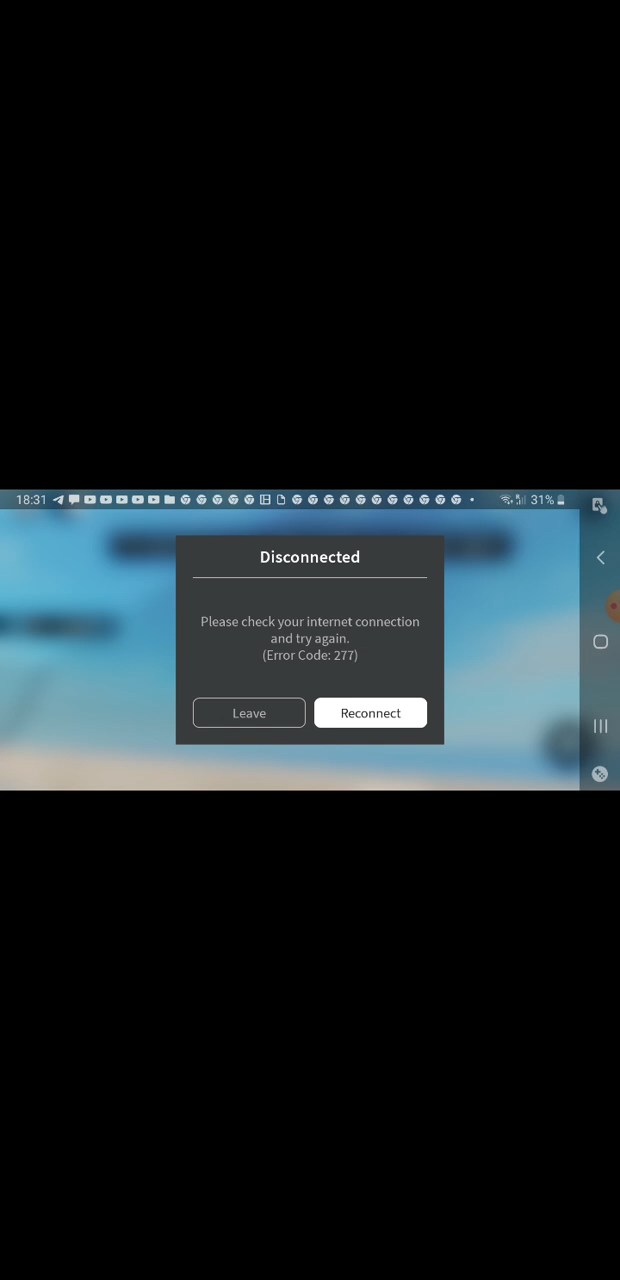 18:31 31%
Disconnected
Please check your internet connection
and try again.
(Error Code: 277)
Leave Reconnect